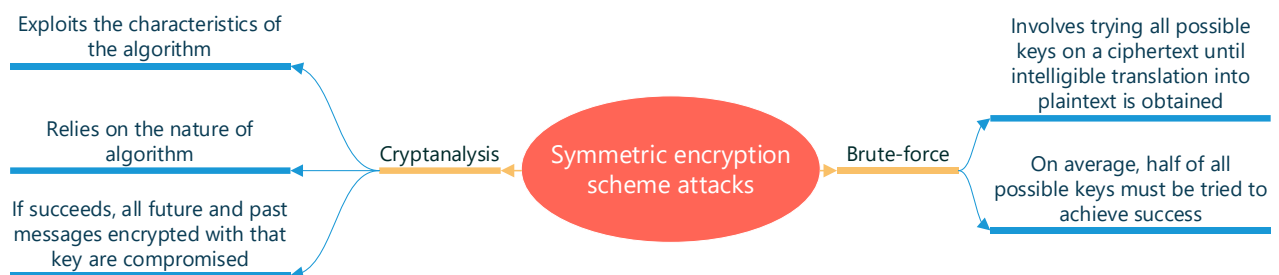 Exploits the characteristics of
the algorithm
Relies on the nature of
algorithm
If succeeds, all future and past
messages encrypted with that
key are compromised
Cryptanalysis
Symmetric encryption
scheme attacks
Brute-force
Involves trying all possible
keys on a ciphertext until
intelligible translation into
plaintext is obtained
On average, half of all
possible keys must be tried to
achieve success